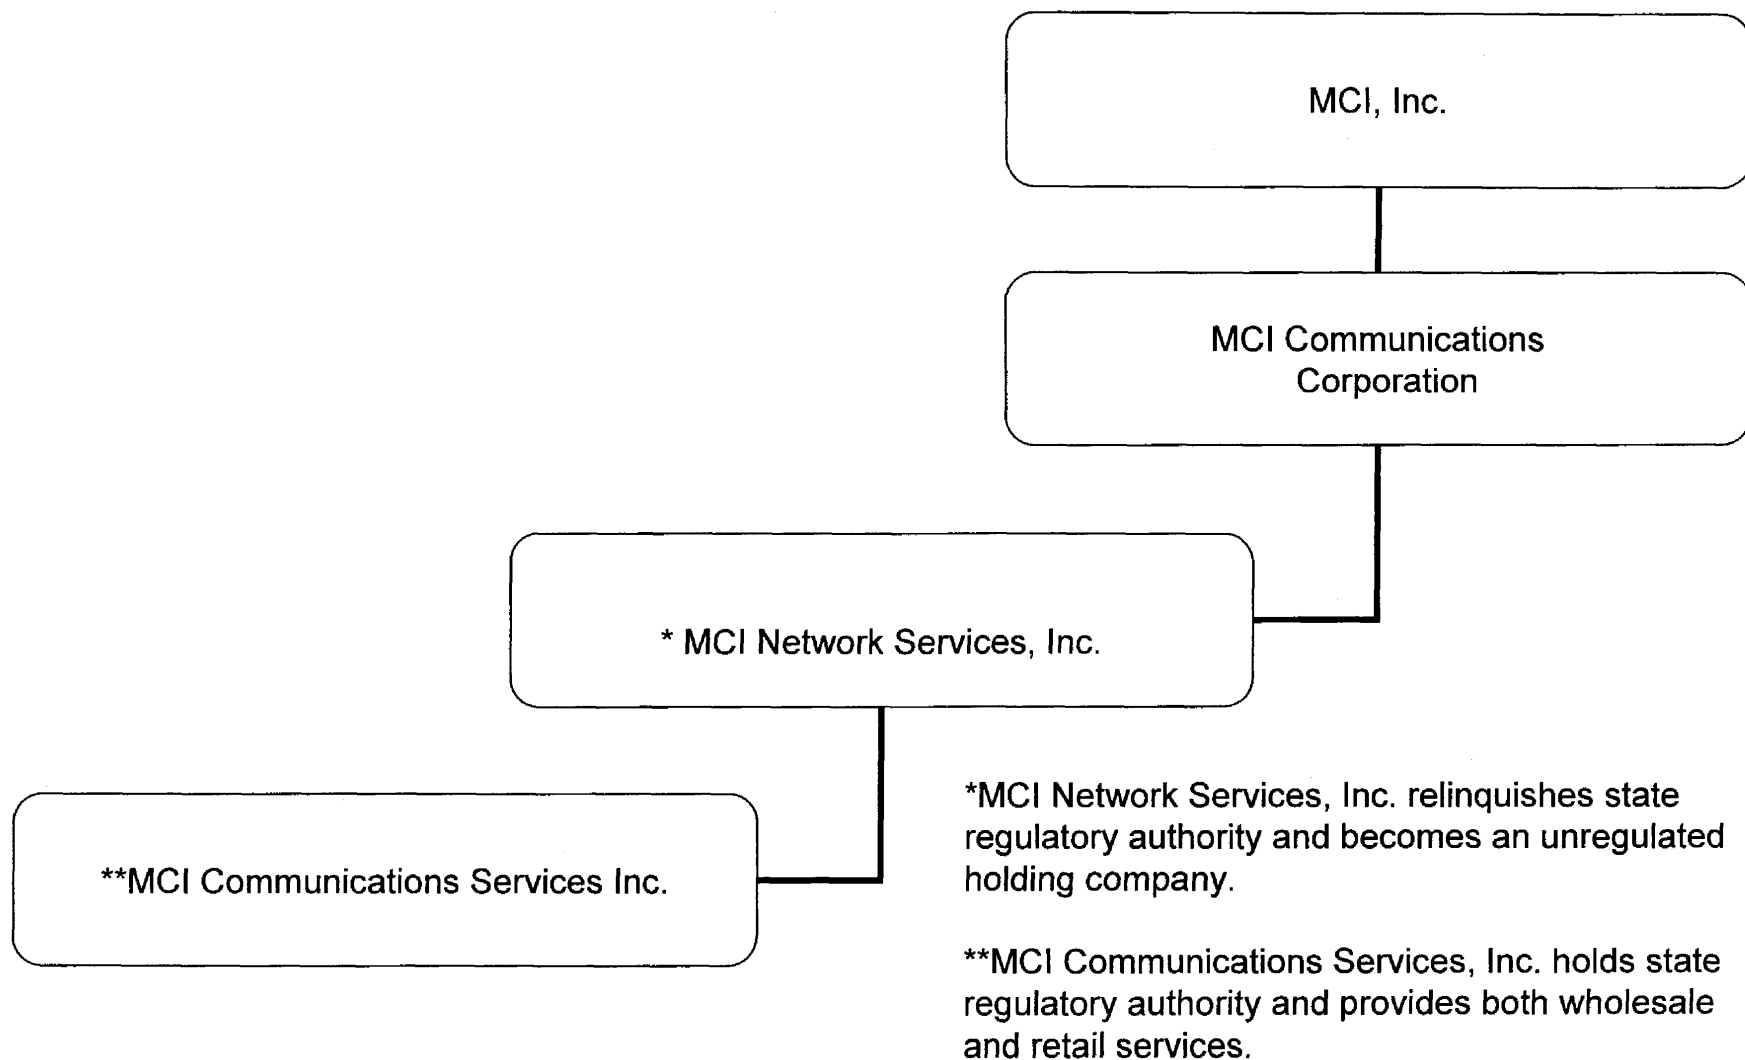 MCI, Inc.
MCI Communications
Corporation
* MCI Network Services, Inc.
**MCI Communications Services Inc.
*MCI Network Services, Inc. relinquishes state
regulatory authority and becomes an unregulated
holding company.
**MCI Communications Services, Inc. holds state
regulatory authority and provides both wholesale
and retail services.